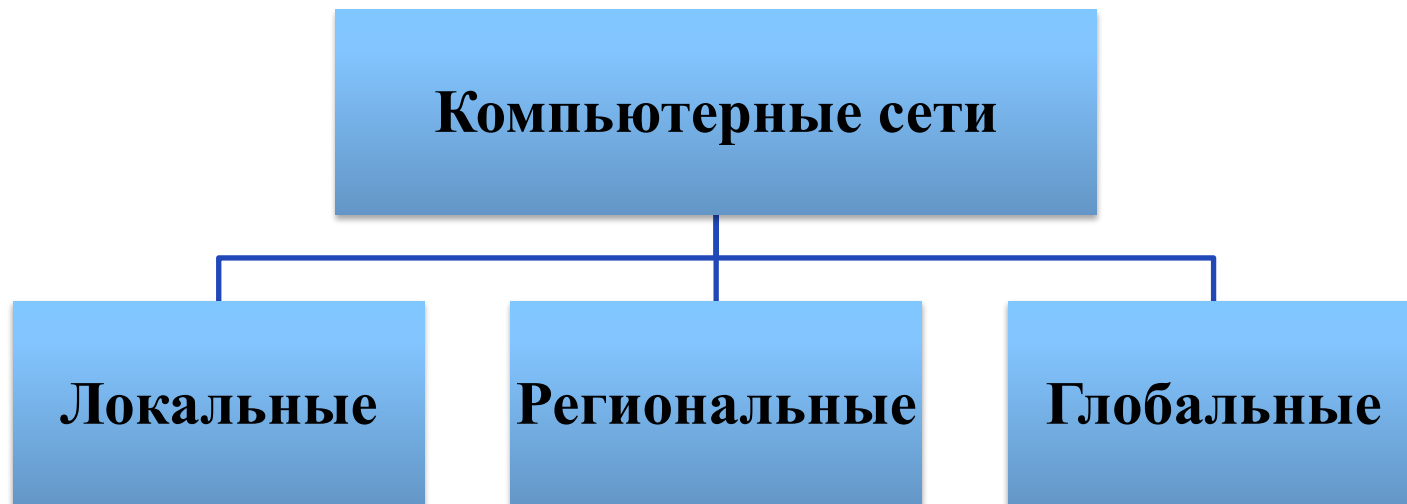 Компьютерные сети
Локальные
Региональные
Глобальные